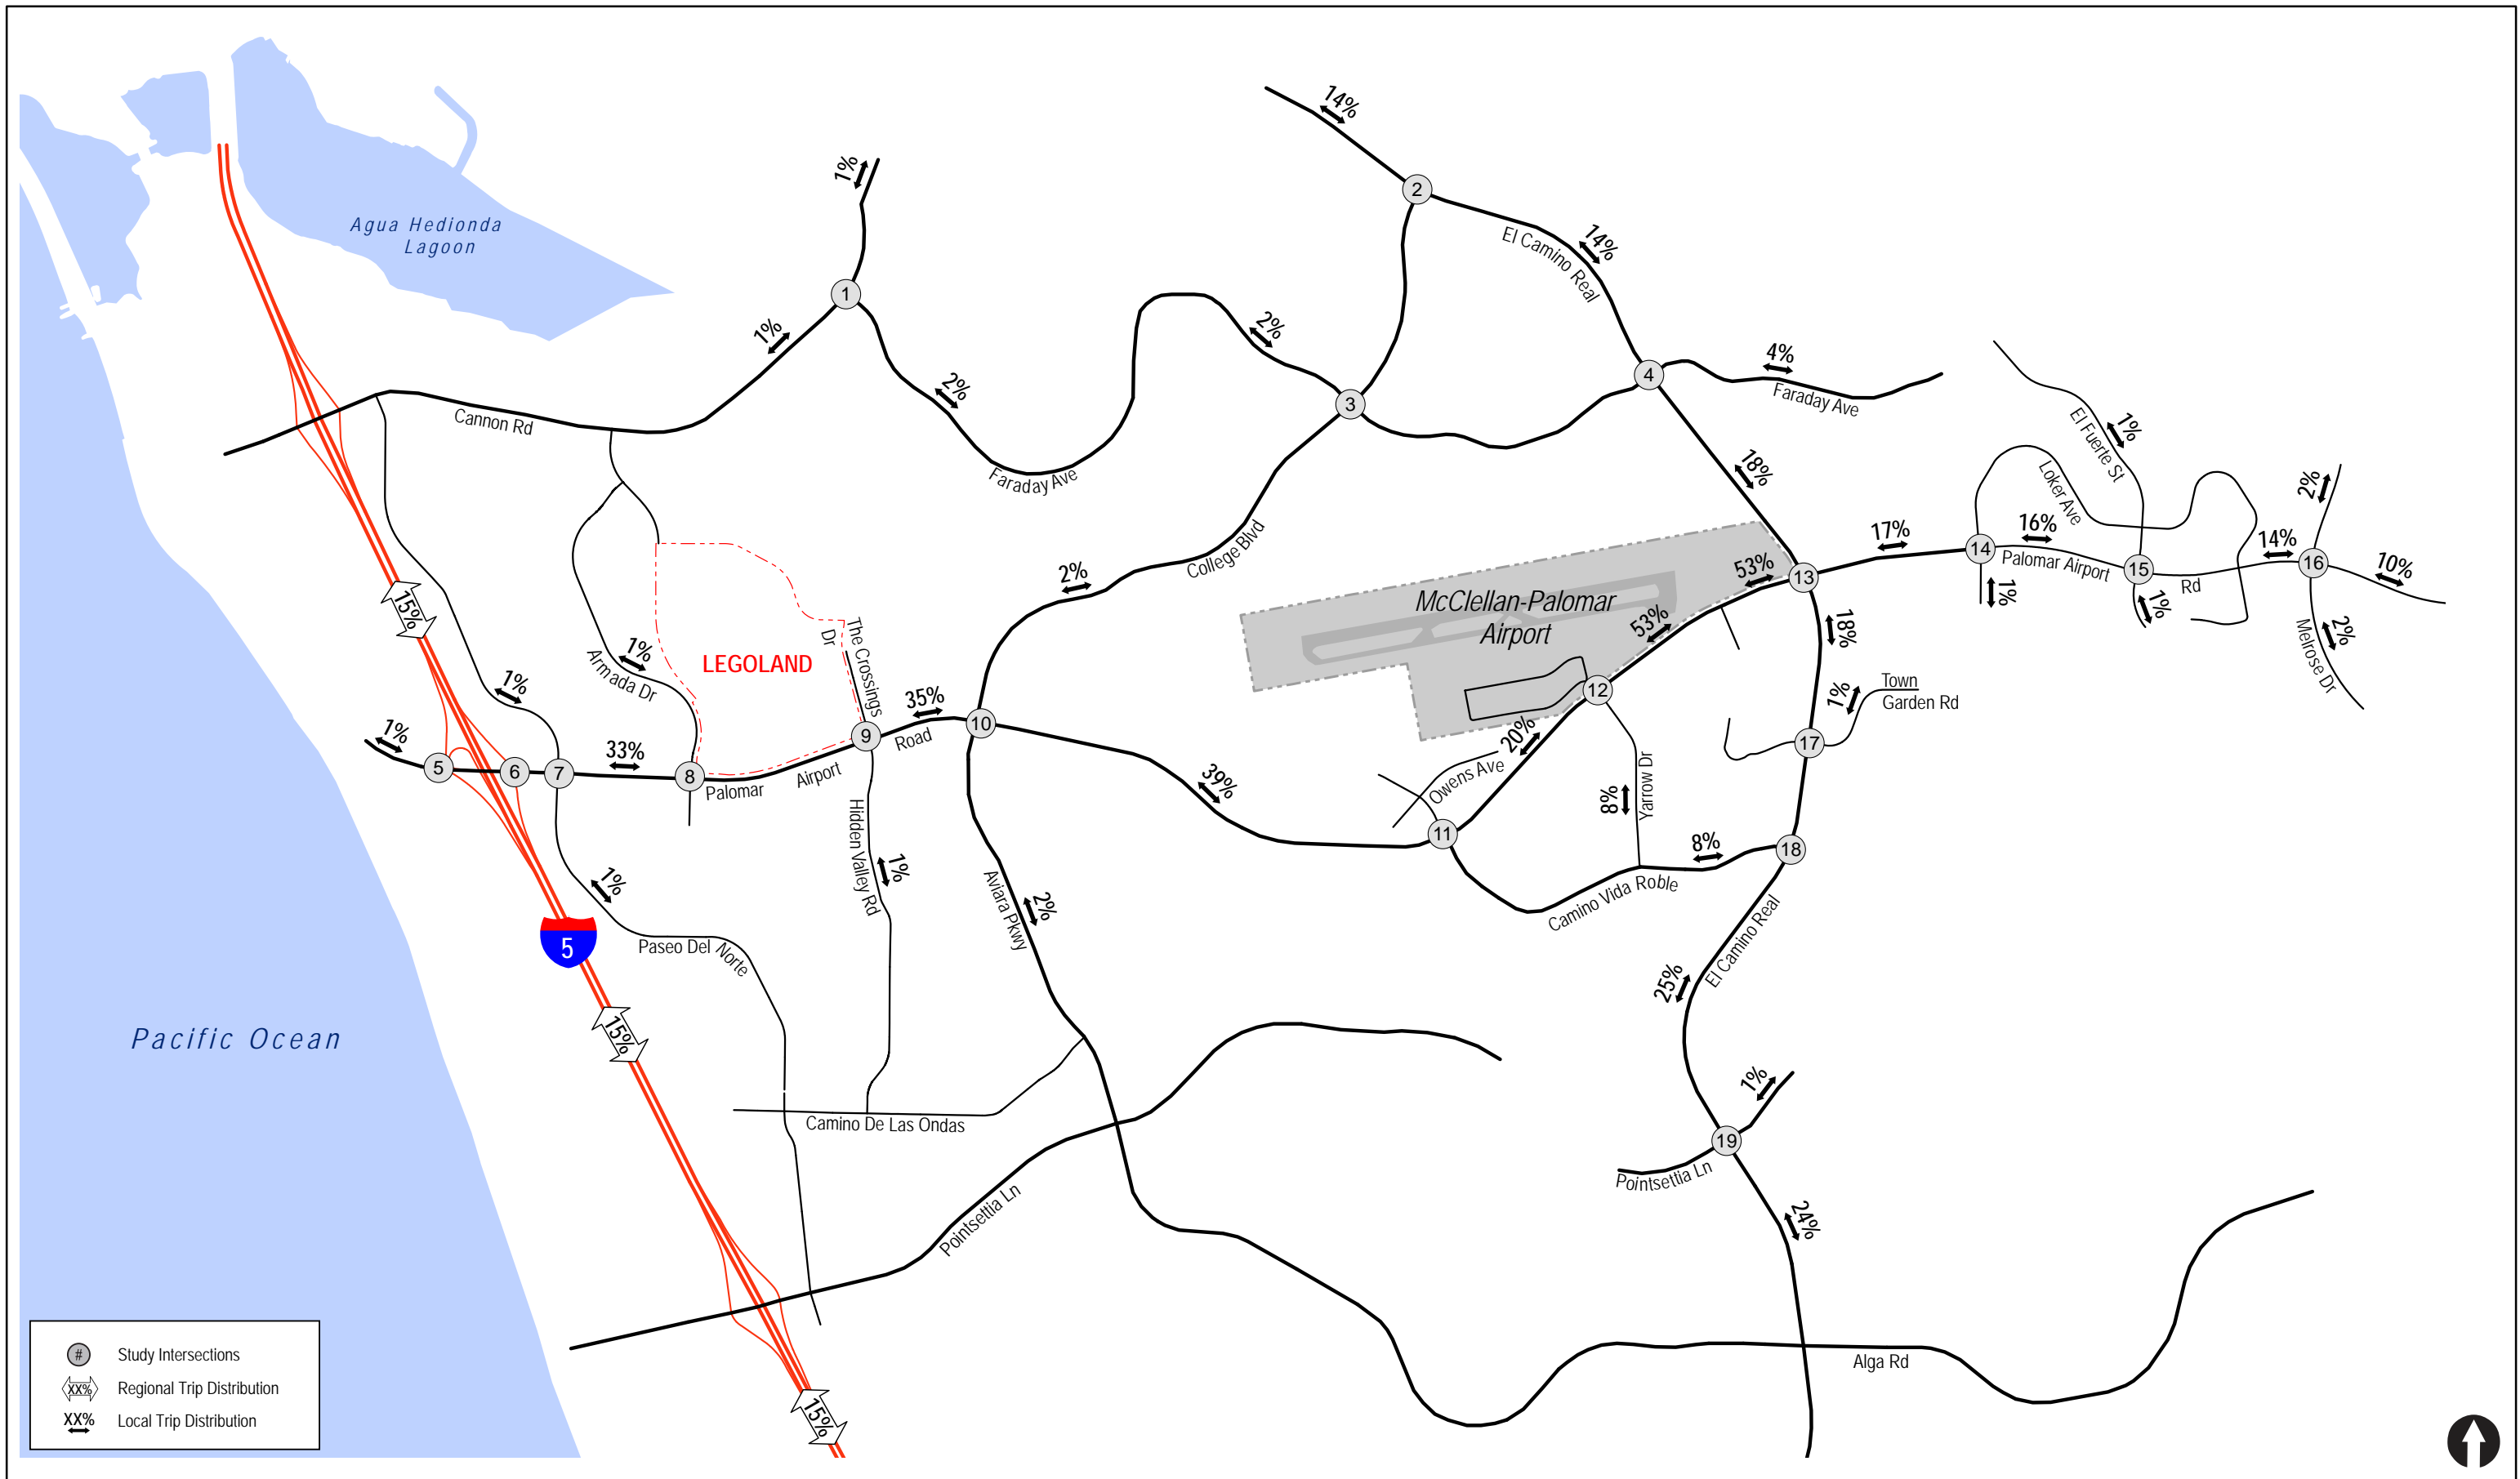 14%
1%
2
Agua Hedionda
Lagoon
El Camino Real
14%
1
1%
2%
4%
Faraday Ave
4
2%
3
Cannon Rd
Faraday Ave
El Fuerte St
1%
Loker Ave
18%
2%
College Blvd
17%
14
16%
Palomar Airport
Rd
15
14%
16
10%
2%
1%
1%
Melrose Dr
2%
53%
13
McClellan-Palomar
Airport
53%
15%
2%
The Crossings
Dr
LEGOLAND
1%
Armada Dr
1%
18%
1%
Town
Garden Rd
12
17
1%
5
6
7
33%
8
Palomar
Airport
9
Road
35%
10
39%
20%
Owens Ave
11
8%
Yarrow Dr
8%
18
Camino Vida Roble
Hidden Valley Rd
1%
Aviara Pkwy
2%
1%
5
Paseo Del
Norte
El Camino Real
25%
15%
Pacific Ocean
Camino De Las Ondas
1%
19
Pointsettia Ln
24%
Pointsettia Ln
Alga Rd
15%
# Study Intersections
XX% Regional Trip Distribution
XX% Local Trip Distribution